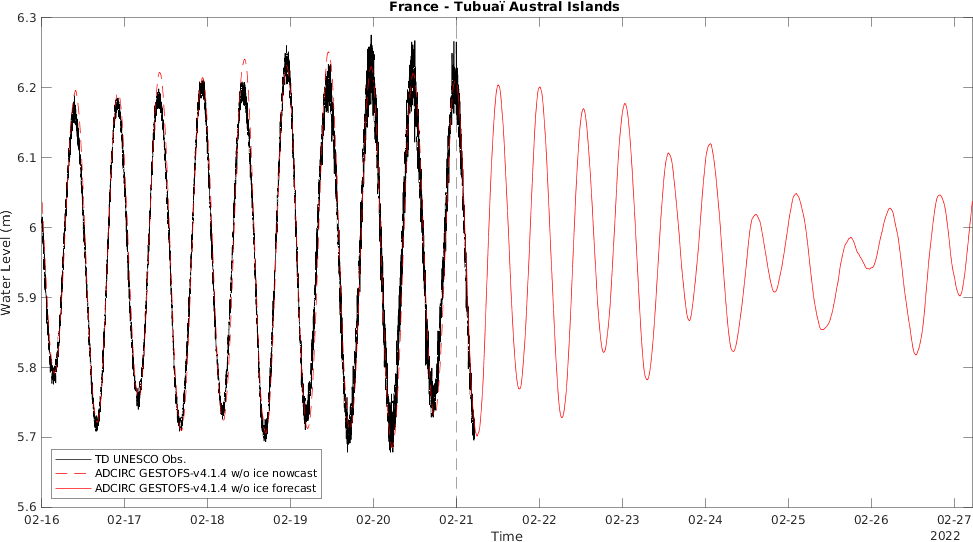 France - Tubuaï Austral Islands
6.3
6.2
6.1
6
5.9
5.8
5.7
5.6
Water Level (m)
TD UNESCO Obs.
ADCIRC GESTOFS-v4.1.4 w/o ice nowcast
ADCIRC GESTOFS-v4.1.4 w/o ice forecast
02-16 02-17 02-18 02-19 02-20 02-21 02-22 02-23 02-24 02-25 02-26 02-27
Time
2022